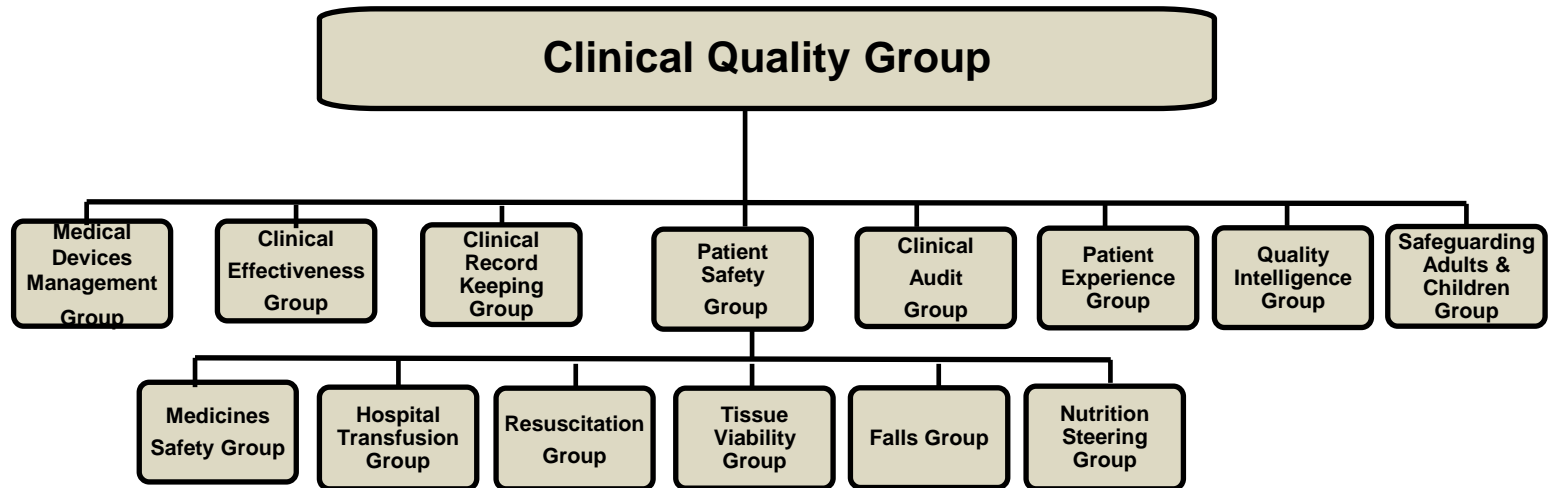 Clinical Quality Group
Medical
Devices
Management
Group
Clinical
Effectiveness
Group
Clinical
Record
Keeping
Group
Patient
Safety
Group
Clinical
Audit
Group
Patient
Experience
Group
Quality
Intelligence
Group
Safeguarding
Adults &
Children
Group
Medicines
Safety Group
Hospital
Transfusion
Group
Resuscitation
Group
Tissue
Viability
Group
Falls Group
Nutrition
Steering
Group